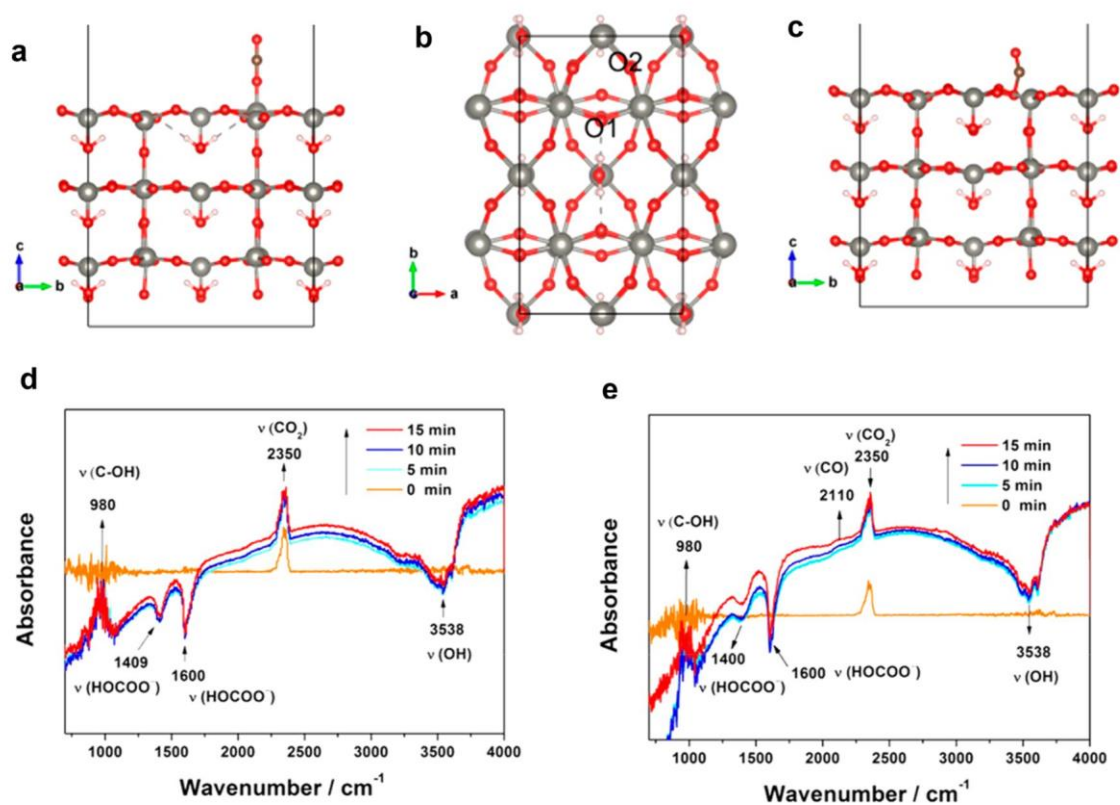 a
b
c
O2
O1
c
a
b
b
c
a
c
a
b
d
e
ν (C-OH)
980
ν (CO₂)
2350
15 min
10 min
5 min
0 min
1409
ν (HOCOO⁻)
1600
ν (HOCOO⁻)
3538
ν (OH)
Absorbance
1000 1500 2000 2500 3000 3500 4000
Wavenumber / cm⁻¹
ν (C-OH)
980
ν (CO)
2110
ν (CO₂)
2350
15 min
10 min
5 min
0 min
1400
ν (HOCOO⁻)
1600
ν (HOCOO⁻)
3538
ν (OH)
Absorbance
1000 1500 2000 2500 3000 3500 4000
Wavenumber / cm⁻¹